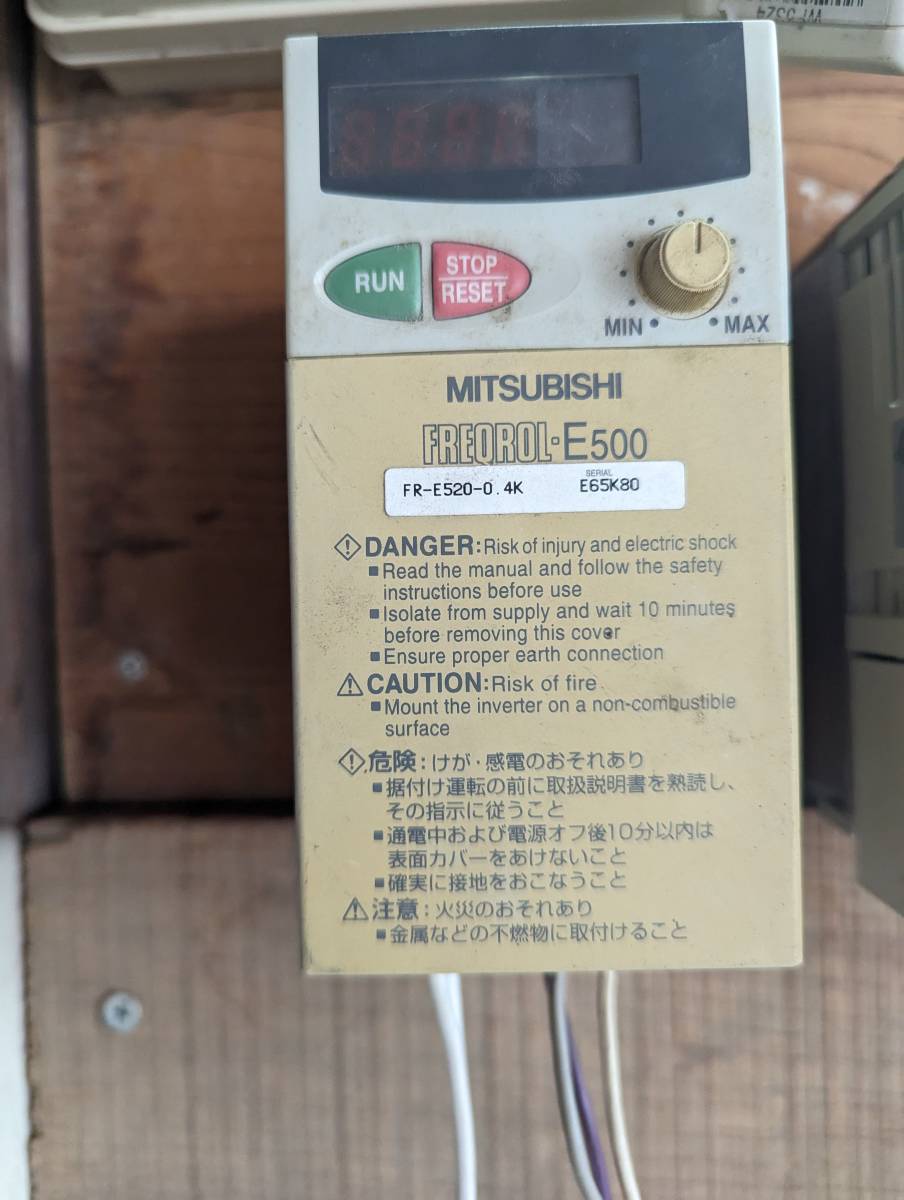 RUN
STOP
RESET
MIN
MAX
MITSUBISHI
FREQROL-E500
SERIAL
FR-E520-0.4K E65K80
DANGER:Risk of injury and electric shock
■Read the manual and follow the safety
instructions before use
■Isolate from supply and wait 10 minutes
before removing this cover
■Ensure proper earth connection
CAUTION:Risk of fire
■Mount the inverter on a non-combustible
surface
危険:けが・感電のおそれあり
■据付け運転の前に取扱説明書を熟読し、
その指示に従うこと
■通電中および電源オフ後10分以内は
表面カバーをあけないこと
■確実に接地をおこなうこと
注意:火災のおそれあり
■金属などの不燃物に取付けること